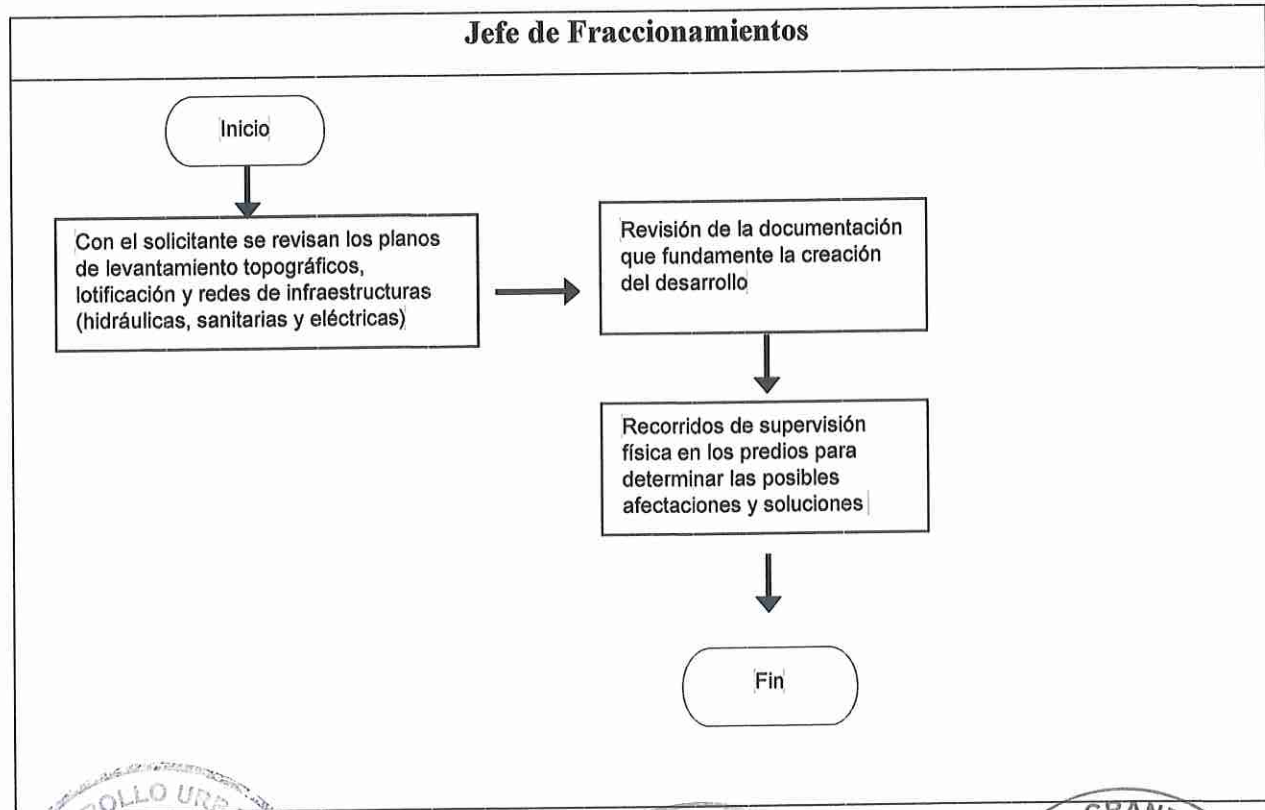 Jefe de Fraccionamientos
Inicio
Con el solicitante se revisan los planos
de levantamiento topográficos,
lotificación y redes de infraestructuras
(hidráulicas, sanitarias y eléctricas)
Revisión de la documentación
que fundamente la creación
del desarrollo
Recorridos de supervisión
física en los predios para
determinar las posibles
afectaciones y soluciones
Fin